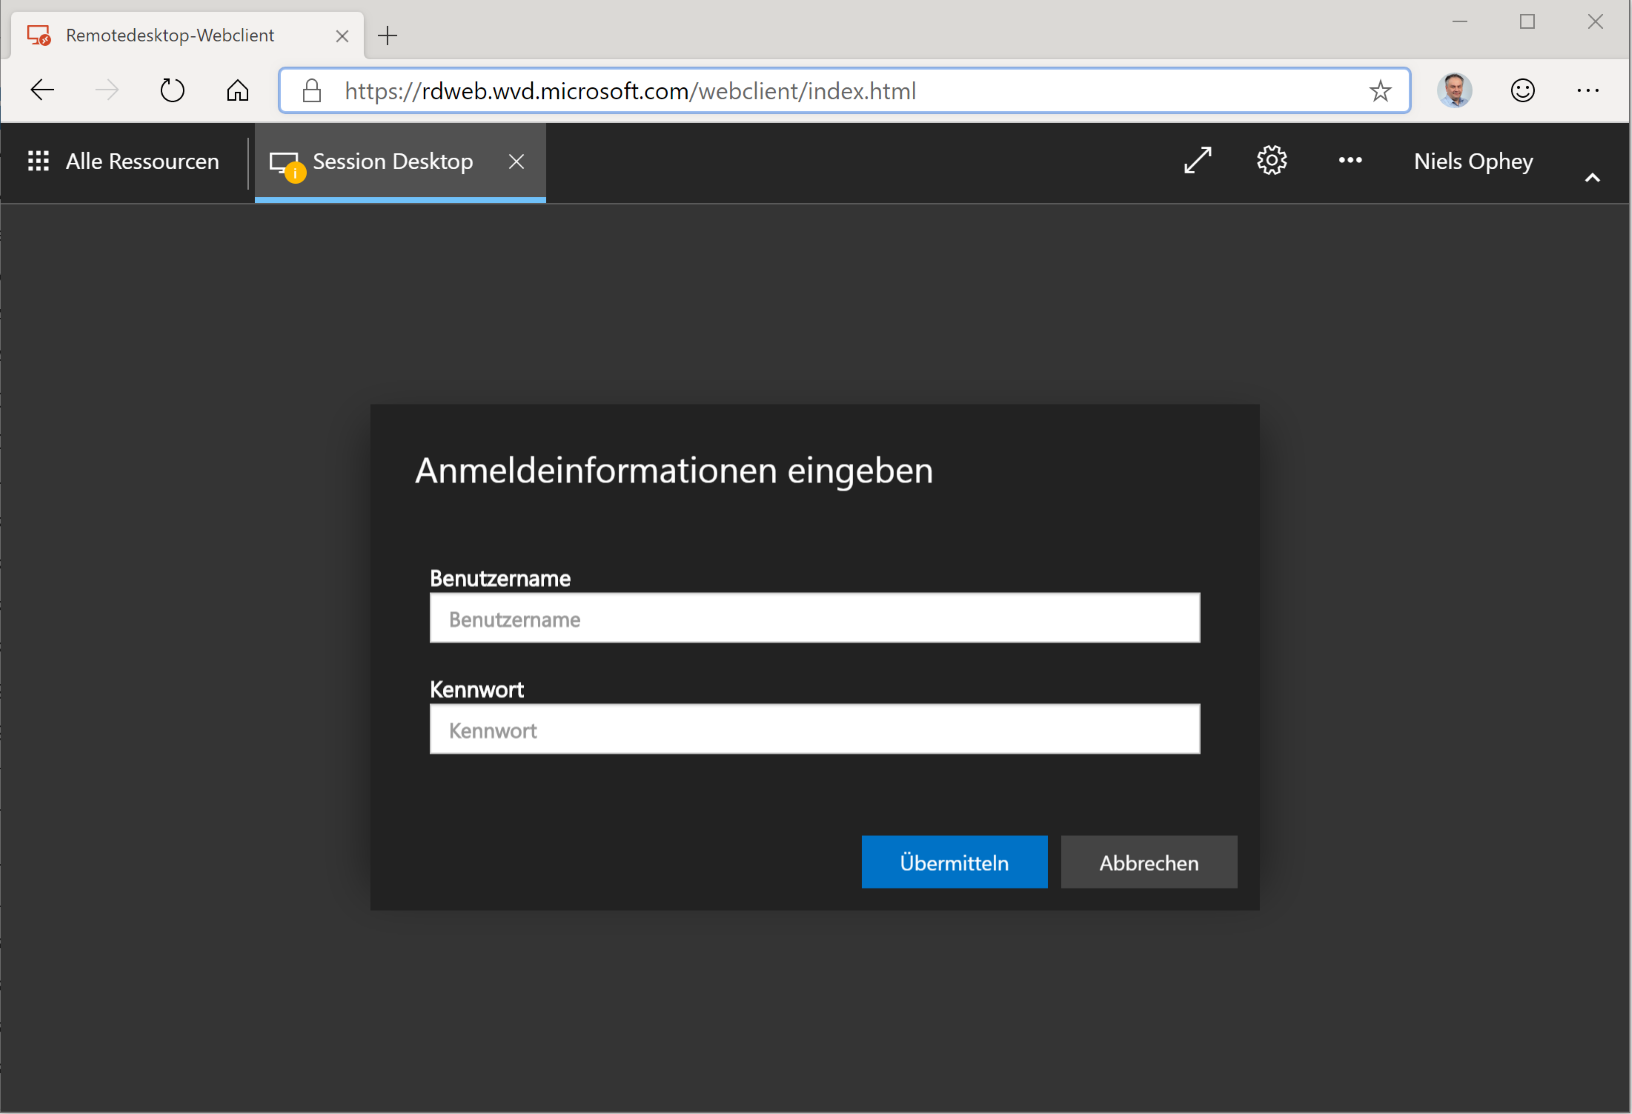 Remotedesktop-Webclient
https://rdweb.wvd.microsoft.com/webclient/index.html
Alle Ressourcen
Session Desktop
Niels Ophey
Anmeldeinformationen eingeben
Benutzername
Benutzername
Kennwort
Kennwort
Übermitteln
Abbrechen